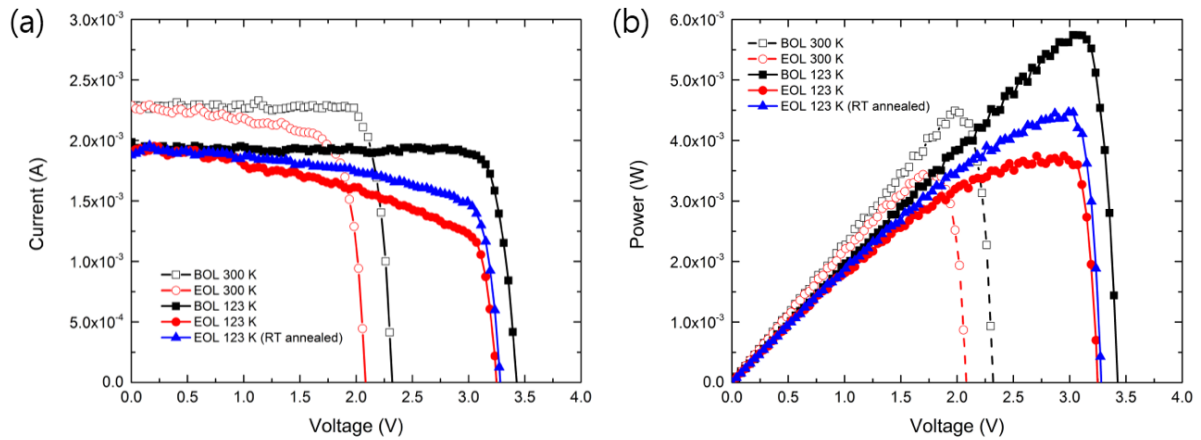 (a)
3.0x10⁻³
2.5x10⁻³
2.0x10⁻³
1.5x10⁻³
1.0x10⁻³
5.0x10⁻⁴
0.0
Current (A)
BOL 300 K
EOL 300 K
BOL 123 K
EOL 123 K
EOL 123 K (RT annealed)
0.0 0.5 1.0 1.5 2.0 2.5 3.0 3.5 4.0
Voltage (V)
(b)
6.0x10⁻³
5.0x10⁻³
4.0x10⁻³
3.0x10⁻³
2.0x10⁻³
1.0x10⁻³
0.0
Power (W)
BOL 300 K
EOL 300 K
BOL 123 K
EOL 123 K
EOL 123 K (RT annealed)
0.0 0.5 1.0 1.5 2.0 2.5 3.0 3.5 4.0
Voltage (V)